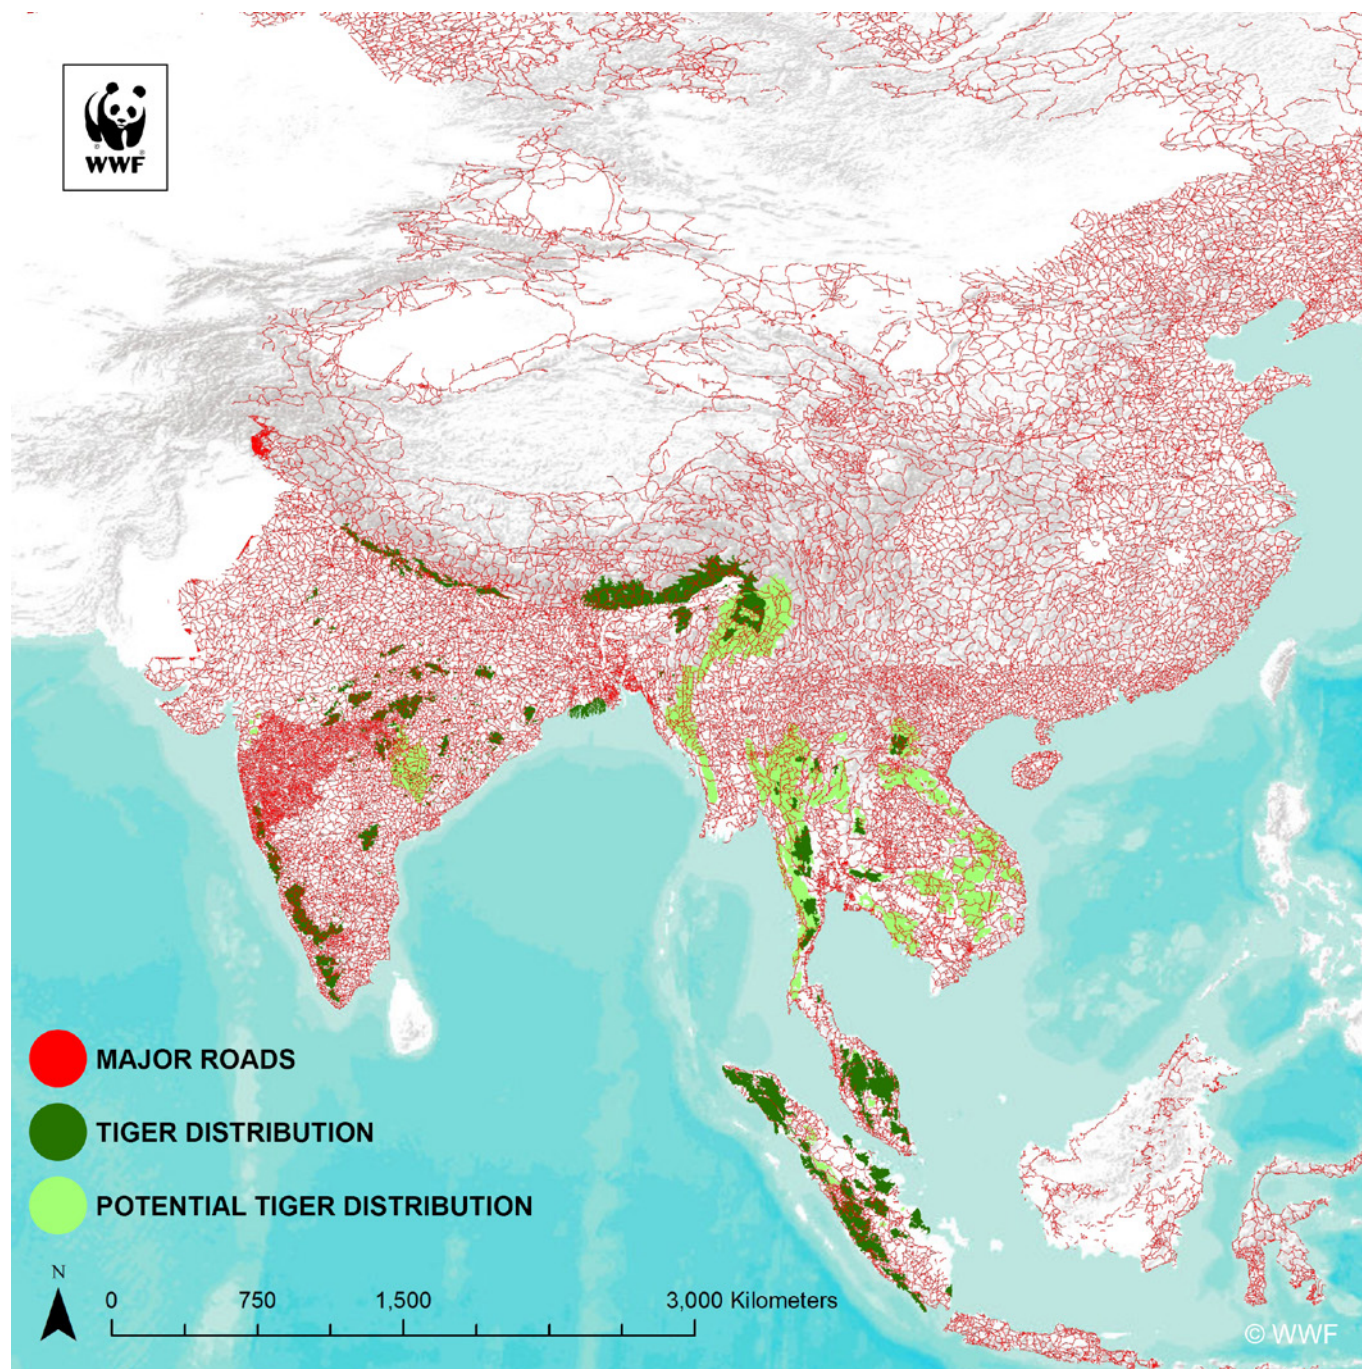 WWF
MAJOR ROADS
TIGER DISTRIBUTION
POTENTIAL TIGER DISTRIBUTION
N
0 750 1,500 3,000 Kilometers
© WWF